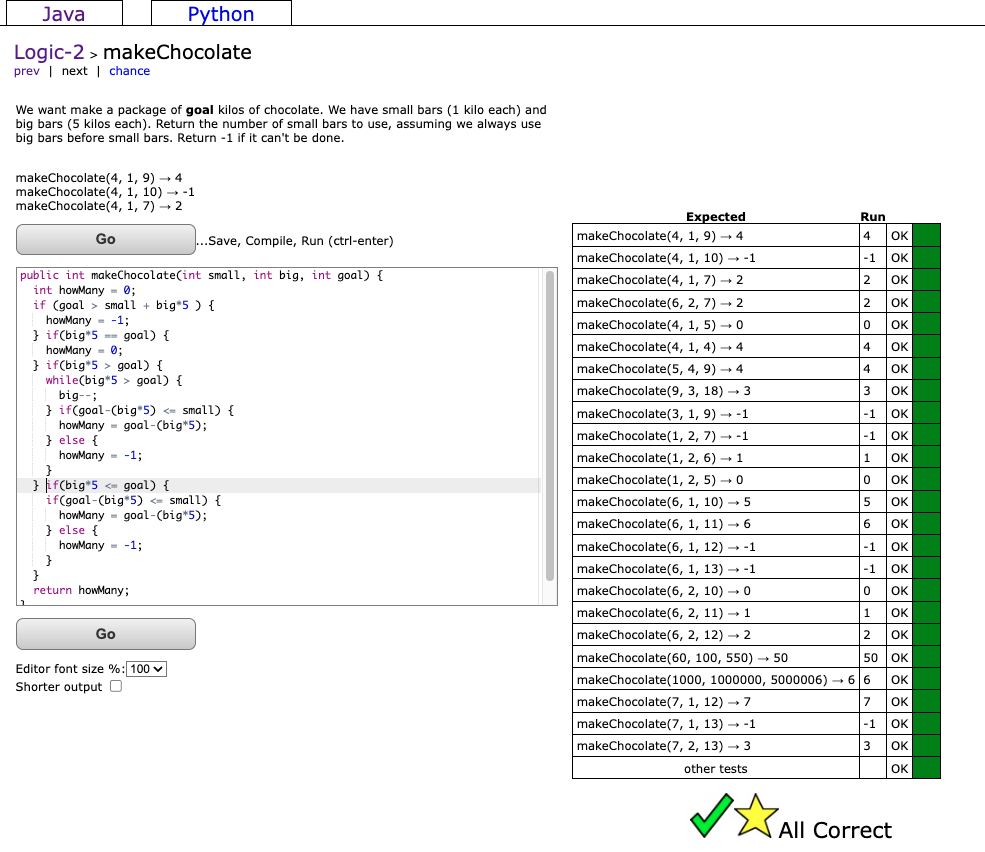 Java Python
Logic-2 > makeChocolate
prev | next | chance
We want make a package of goal kilos of chocolate. We have small bars (1 kilo each) and
big bars (5 kilos each). Return the number of small bars to use, assuming we always use
big bars before small bars. Return -1 if it can't be done.
makeChocolate(4, 1, 9) → 4
makeChocolate(4, 1, 10) → -1
makeChocolate(4, 1, 7) → 2
Go ...Save, Compile, Run (ctrl-enter)
public int makeChocolate(int small, int big, int goal) {
  int howMany = 0;
  if (goal > small + big*5 ) {
    howMany = -1;
  } if(big*5 == goal) {
    howMany = 0;
  } if(big*5 > goal) {
    while(big*5 > goal) {
      big--;
    } if(goal-(big*5) <= small) {
      howMany = goal-(big*5);
    } else {
      howMany = -1;
    }
  } if(big*5 <= goal) {
    if(goal-(big*5) <= small) {
      howMany = goal-(big*5);
    } else {
      howMany = -1;
    }
  }
  return howMany;
}
Go
Editor font size %: 100
Shorter output
Expected Run
makeChocolate(4, 1, 9) → 4 4 OK
makeChocolate(4, 1, 10) → -1 -1 OK
makeChocolate(4, 1, 7) → 2 2 OK
makeChocolate(6, 2, 7) → 2 2 OK
makeChocolate(4, 1, 5) → 0 0 OK
makeChocolate(4, 1, 4) → 4 4 OK
makeChocolate(5, 4, 9) → 4 4 OK
makeChocolate(9, 3, 18) → 3 3 OK
makeChocolate(3, 1, 9) → -1 -1 OK
makeChocolate(1, 2, 7) → -1 -1 OK
makeChocolate(1, 2, 6) → 1 1 OK
makeChocolate(1, 2, 5) → 0 0 OK
makeChocolate(6, 1, 10) → 5 5 OK
makeChocolate(6, 1, 11) → 6 6 OK
makeChocolate(6, 1, 12) → -1 -1 OK
makeChocolate(6, 1, 13) → -1 -1 OK
makeChocolate(6, 2, 10) → 0 0 OK
makeChocolate(6, 2, 11) → 1 1 OK
makeChocolate(6, 2, 12) → 2 2 OK
makeChocolate(60, 100, 550) → 50 50 OK
makeChocolate(1000, 1000000, 5000006) → 6 6 OK
makeChocolate(7, 1, 12) → 7 7 OK
makeChocolate(7, 1, 13) → -1 -1 OK
makeChocolate(7, 2, 13) → 3 3 OK
other tests OK
All Correct